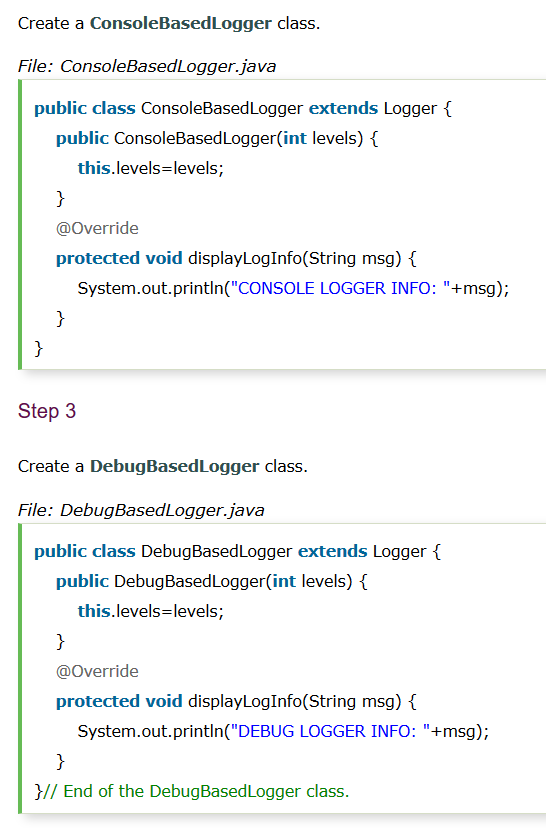 Create a ConsoleBasedLogger class.
File: ConsoleBasedLogger.java
public class ConsoleBasedLogger extends Logger {
public ConsoleBasedLogger(int levels) {
this.levels=levels;
}
@Override
protected void displayLogInfo(String msg) {
System.out.println("CONSOLE LOGGER INFO: "+msg);
}
}
Step 3
Create a DebugBasedLogger class.
File: DebugBasedLogger.java
public class DebugBasedLogger extends Logger {
public DebugBasedLogger(int levels) {
this.levels=levels;
}
@Override
protected void displayLogInfo(String msg) {
System.out.println("DEBUG LOGGER INFO: "+msg);
}
}// End of the DebugBasedLogger class.